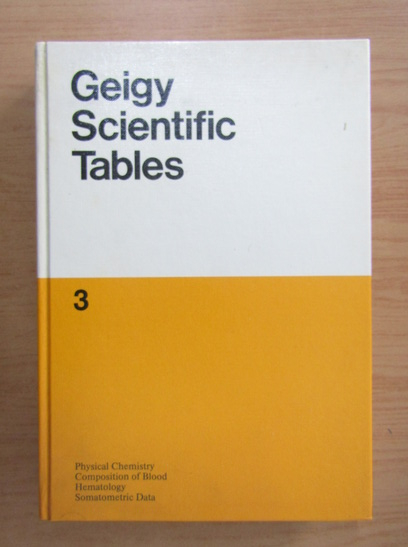 Geigy
Scientific
Tables
3
Physical Chemistry
Composition of Blood
Hematology
Somatometric Data